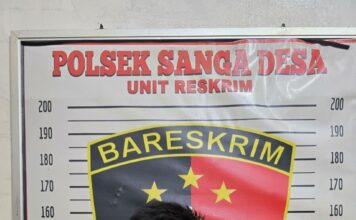 POLSEK SANGA DESA
UNIT RESKRIM
200 200
190 190
180 BARESKRIM 180
170 170
160 160